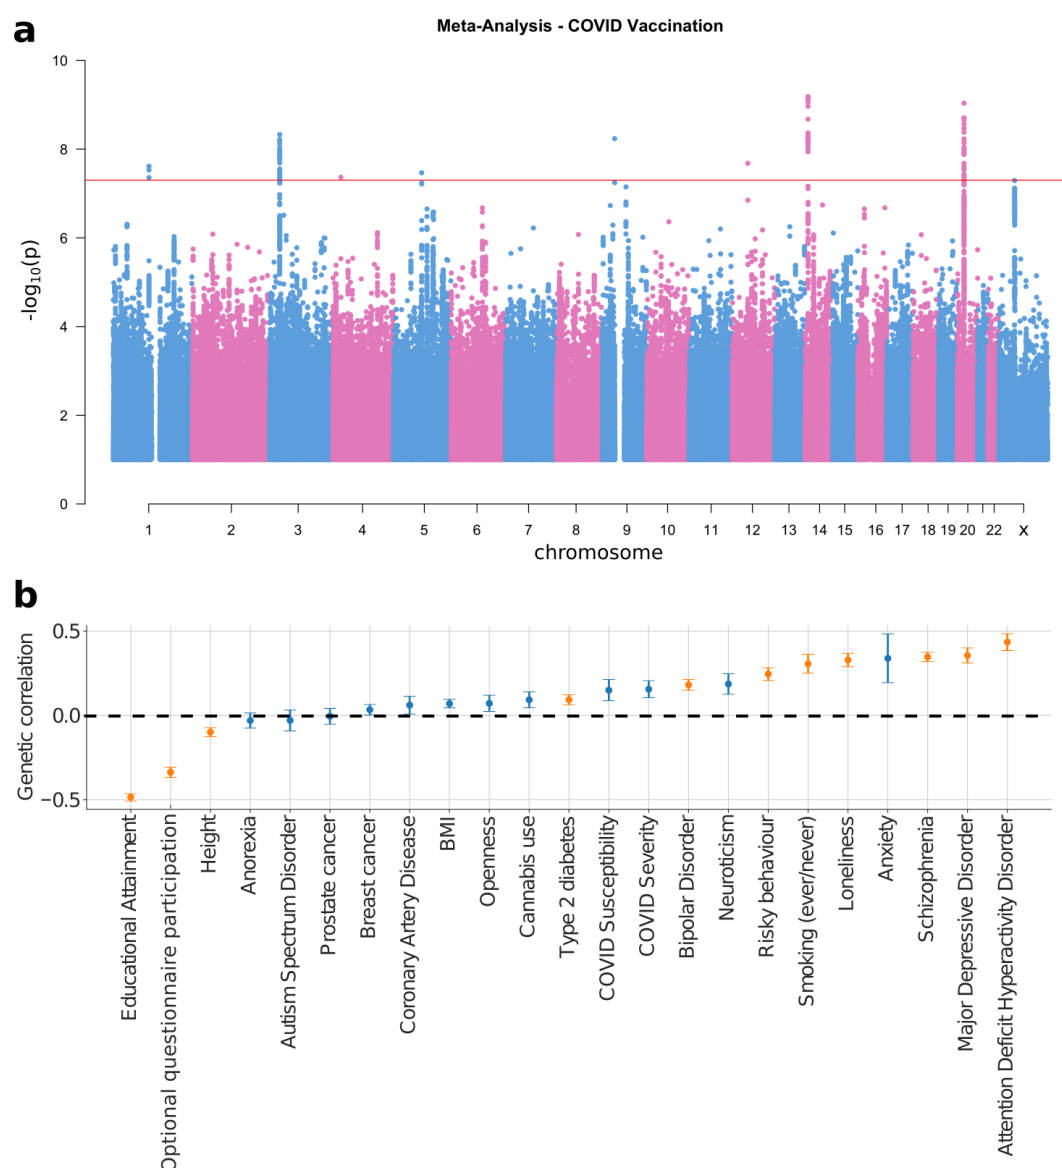 a
Meta-Analysis - COVID Vaccination
10
8
6
4
2
0
-log10(p)
1 2 3 4 5 6 7 8 9 10 11 12 13 14 15 16 17 18 19 20 22 X
chromosome
b
Genetic correlation
0.5
0.0
−0.5
Educational Attainment
Optional questionnaire participation
Height
Anorexia
Autism Spectrum Disorder
Prostate cancer
Breast cancer
Coronary Artery Disease
BMI
Openness
Cannabis use
Type 2 diabetes
COVID Susceptibility
COVID Severity
Bipolar Disorder
Neuroticism
Risky behaviour
Smoking (ever/never)
Loneliness
Anxiety
Schizophrenia
Major Depressive Disorder
Attention Deficit Hyperactivity Disorder